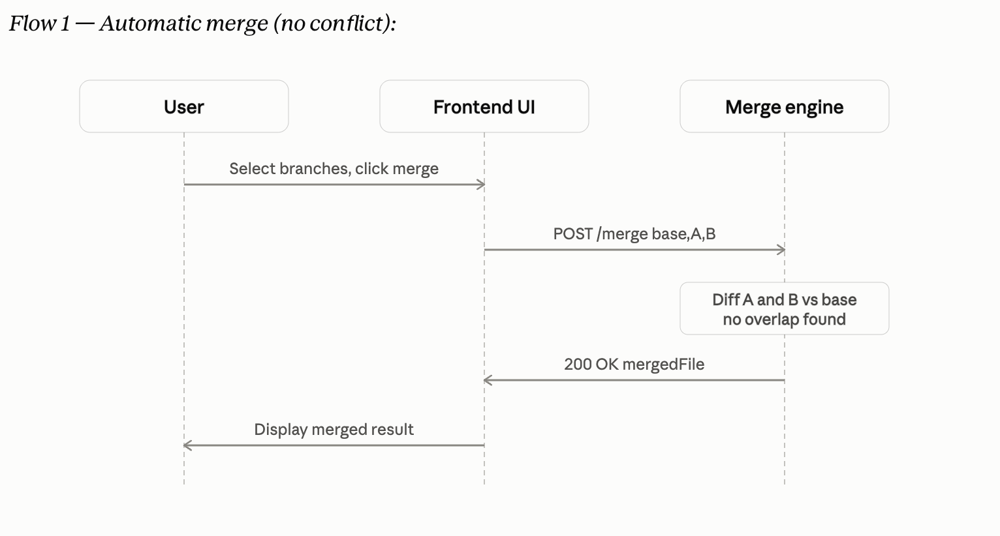 Flow 1 — Automatic merge (no conflict):
User
Frontend UI
Merge engine
Select branches, click merge
POST /merge base,A,B
Diff A and B vs base
no overlap found
200 OK mergedFile
Display merged result